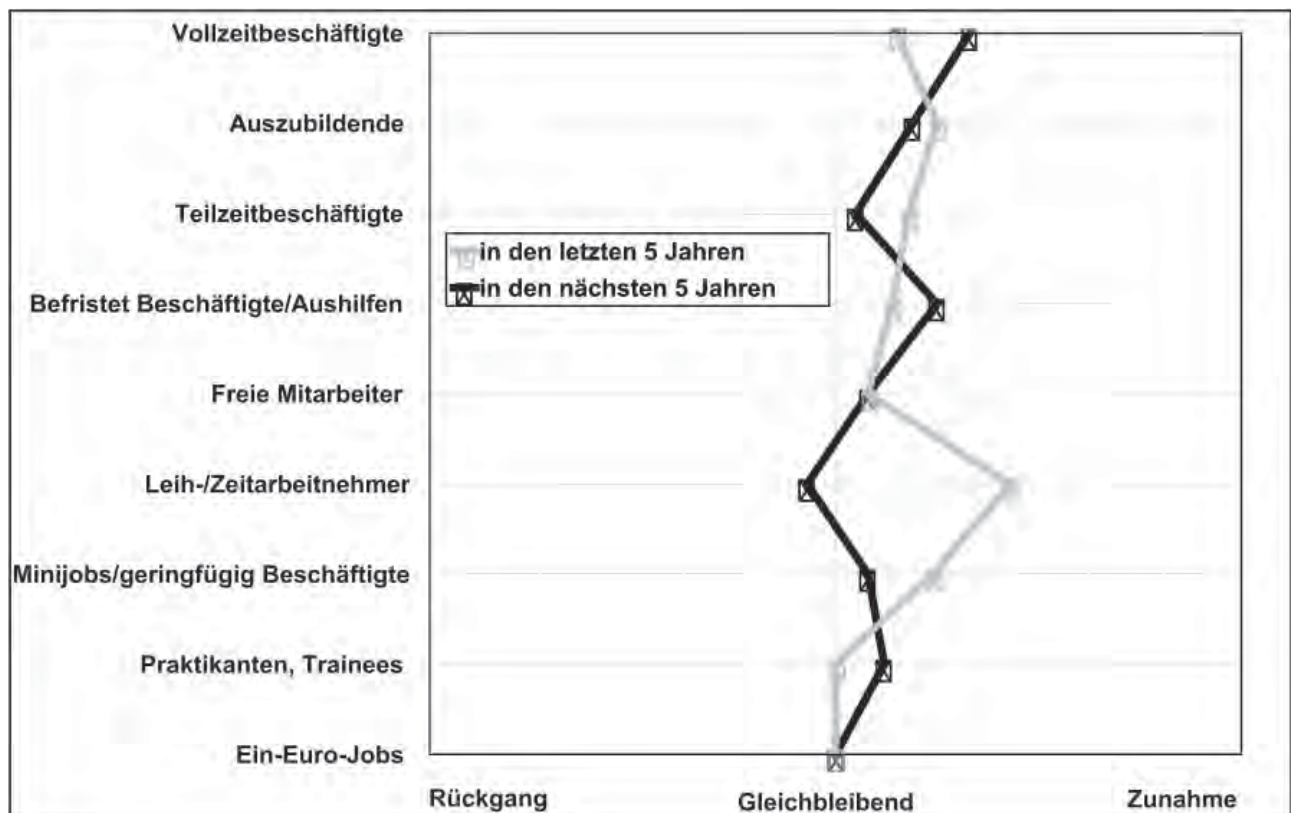 Vollzeitbeschäftigte
Auszubildende
Teilzeitbeschäftigte
in den letzten 5 Jahren
in den nächsten 5 Jahren
Befristet Beschäftigte/Aushilfen
Freie Mitarbeiter
Leih-/Zeitarbeitnehmer
Minijobs/geringfügig Beschäftigte
Praktikanten, Trainees
Ein-Euro-Jobs
Rückgang Gleichbleibend Zunahme